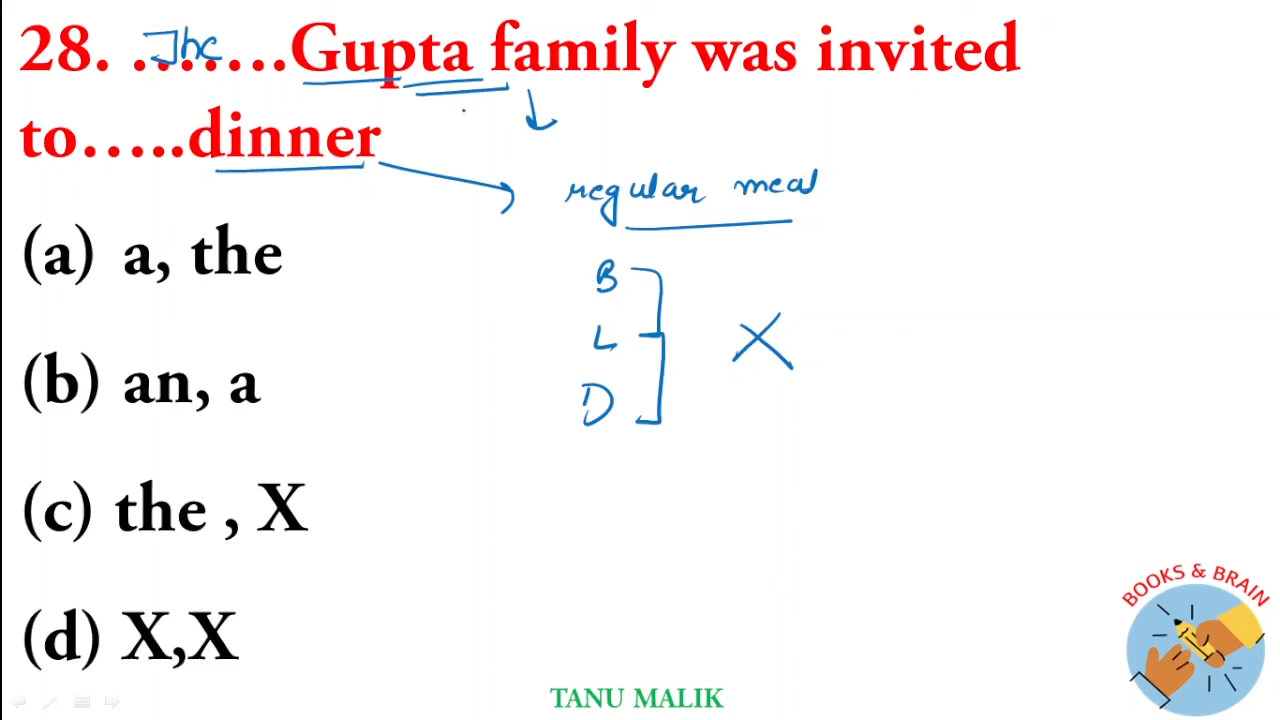 The
28. .......Gupta family was invited
to.....dinner
regular meal
(a) a, the
B
L
X
(b) an, a
D
(c) the , X
(d) X,X
BOOKS & BRAIN
TANU MALIK